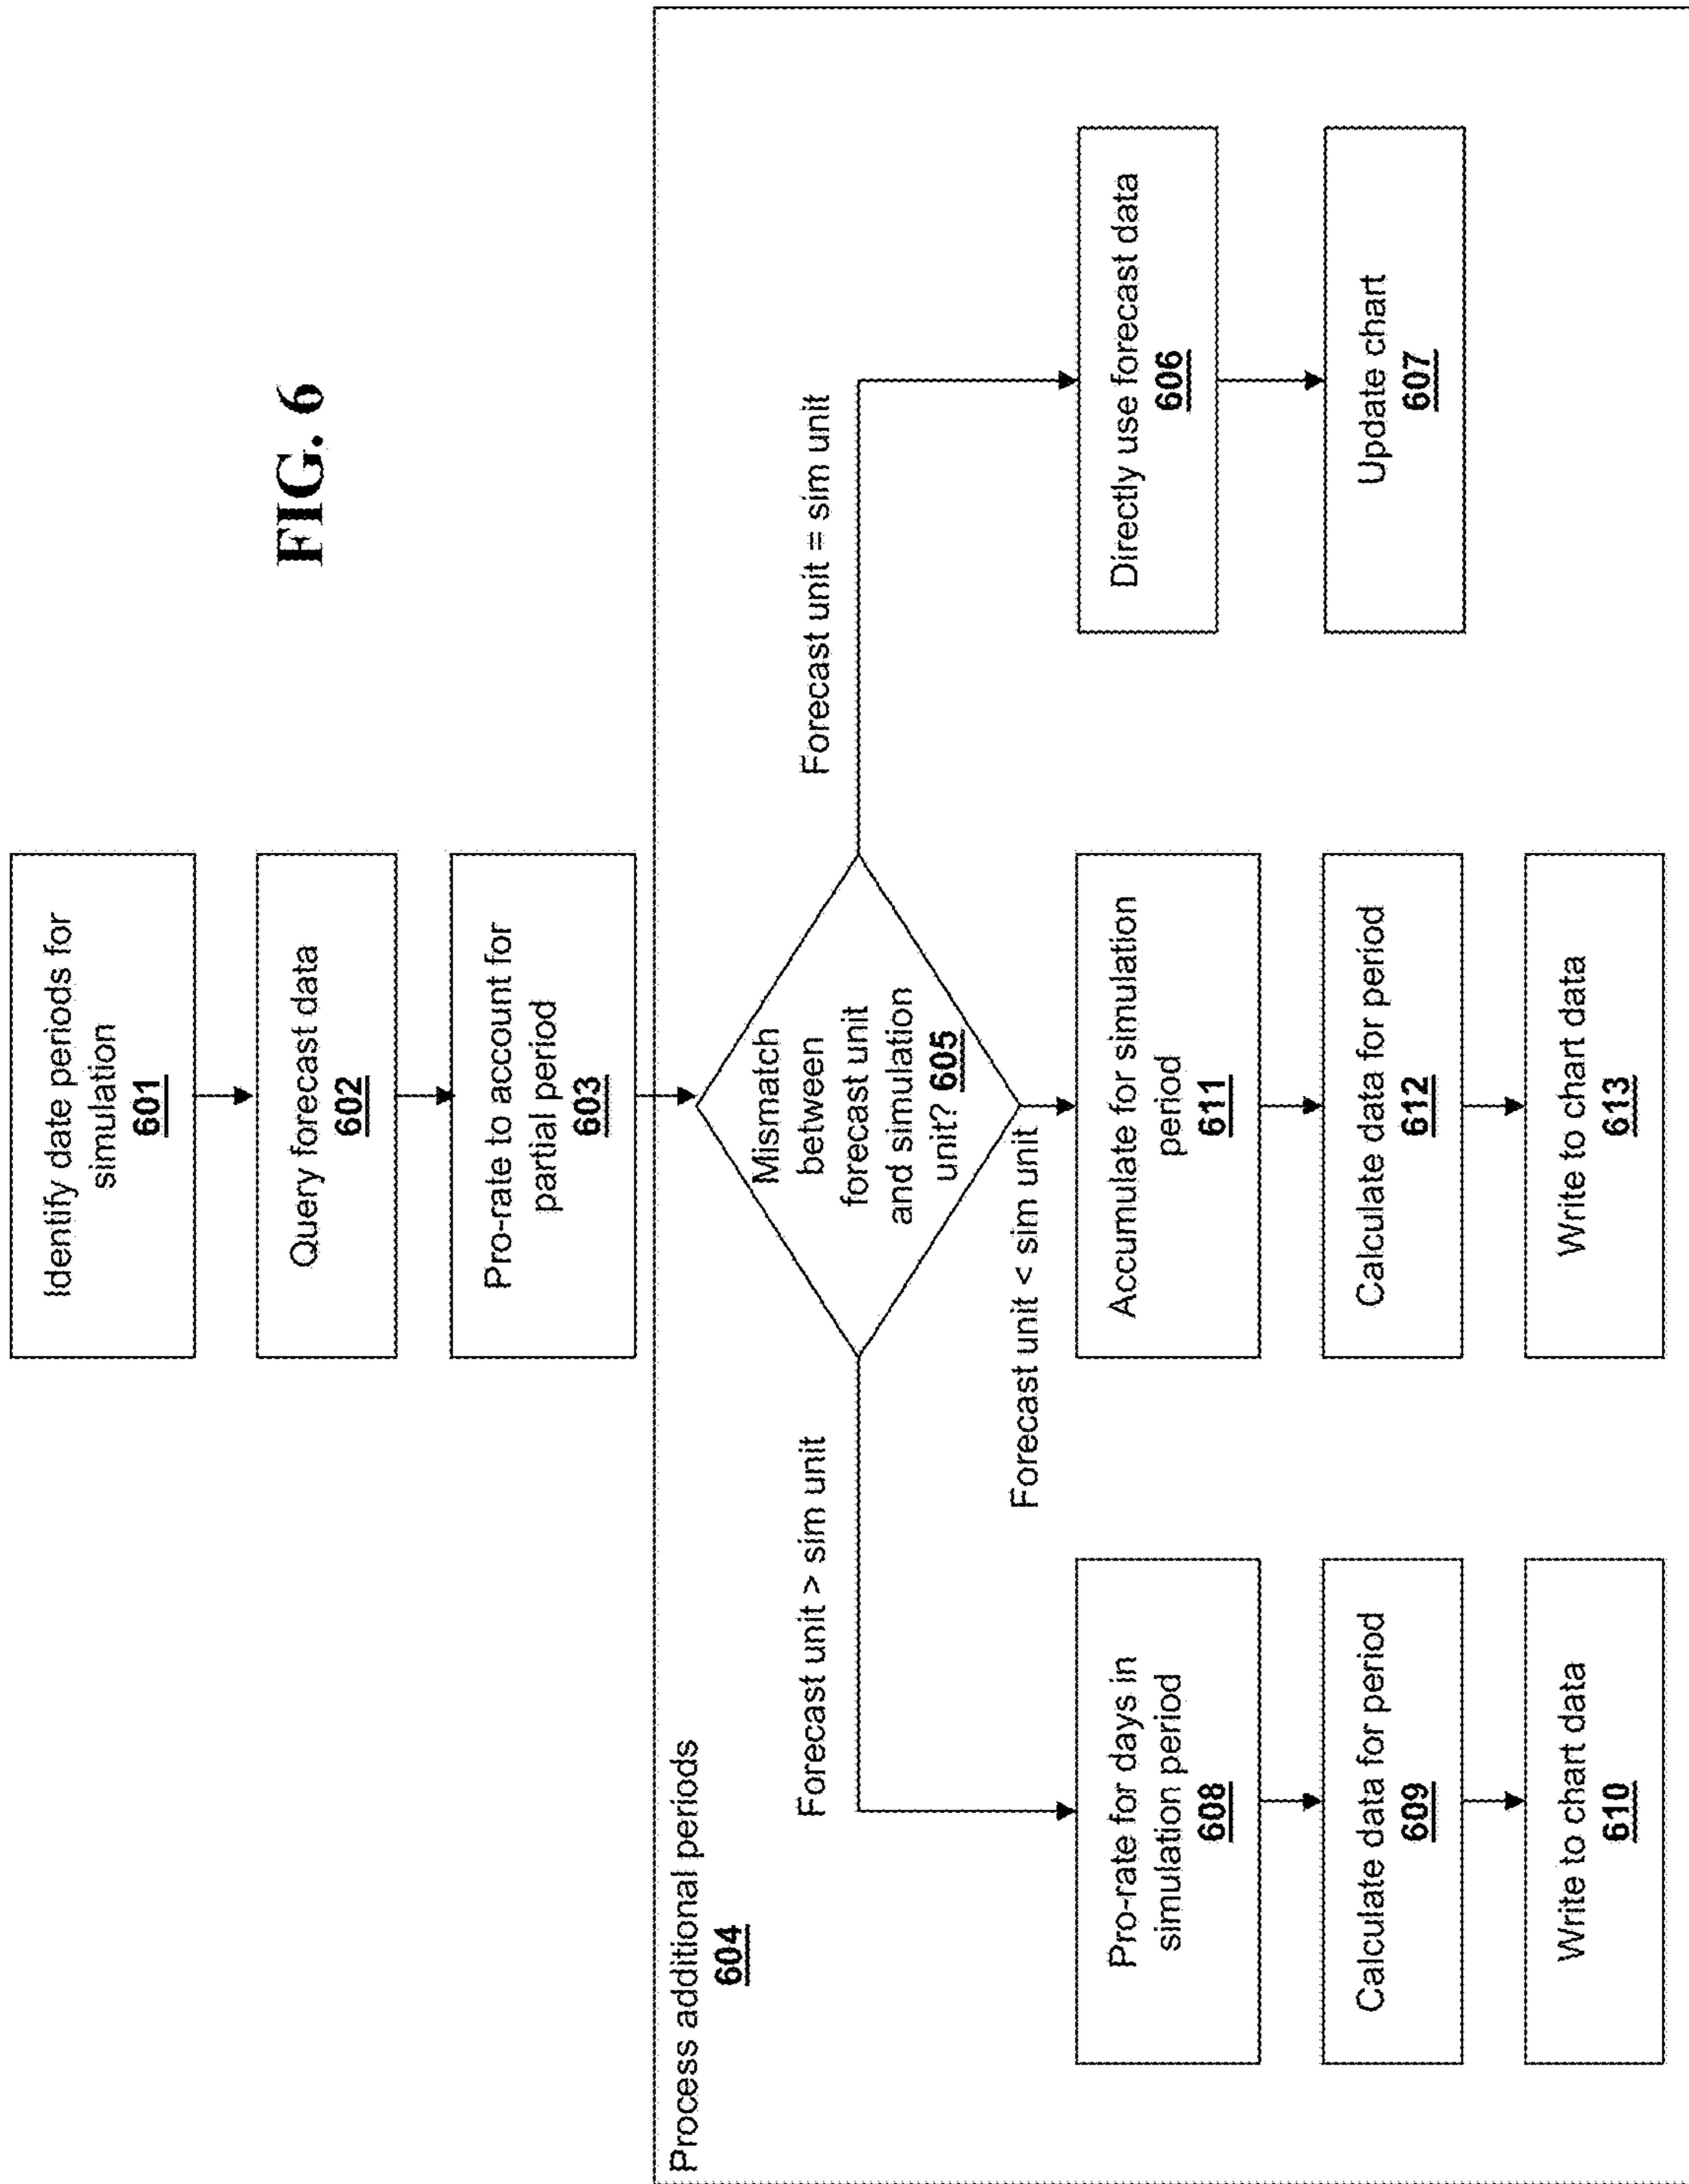 FIG. 6
Identify date periods for
simulation
601
Query forecast data
602
Pro-rate to account for
partial period
603
Process additional periods
604
Mismatch
between
forecast unit
and simulation
unit? 605
Forecast unit > sim unit
Forecast unit < sim unit
Forecast unit = sim unit
Pro-rate for days in
simulation period
608
Calculate data for period
609
Write to chart data
610
Accumulate for simulation
period
611
Calculate data for period
612
Write to chart data
613
Directly use forecast data
606
Update chart
607